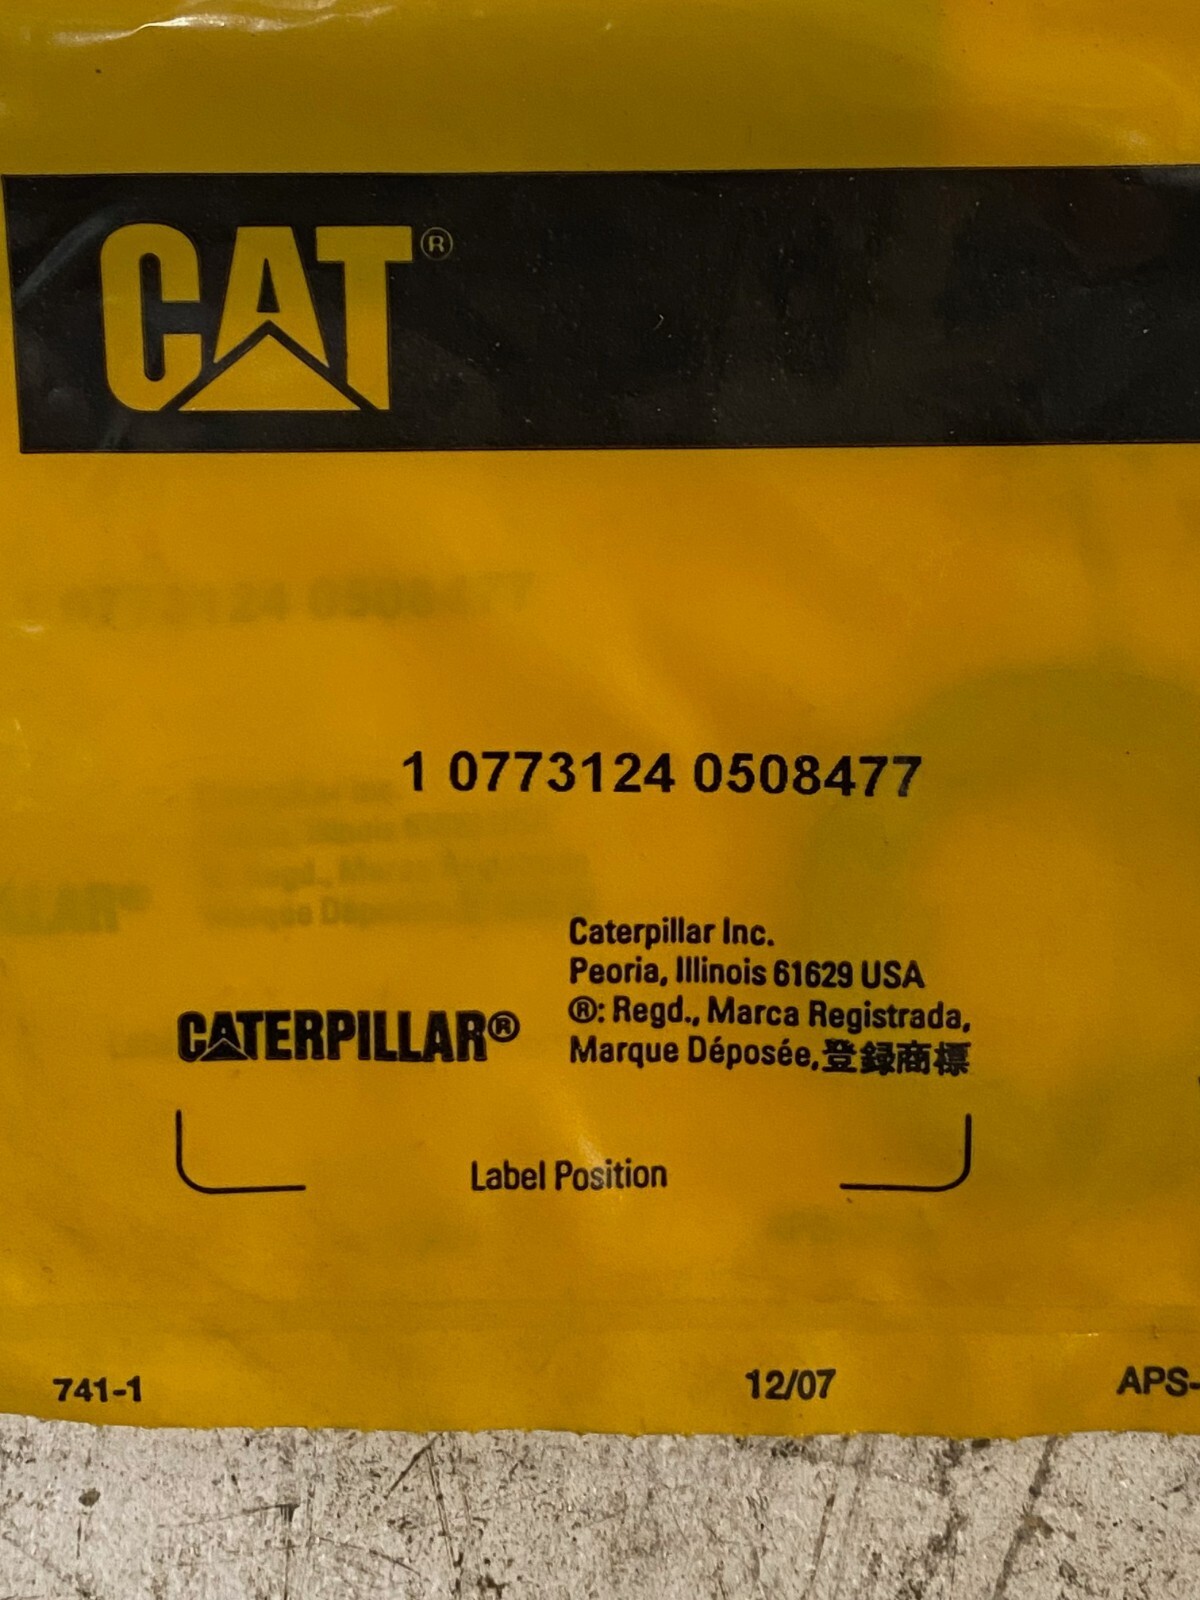 CAT®
1 0773124 0508477
Caterpillar Inc.
Peoria, Illinois 61629 USA
®: Regd., Marca Registrada,
Marque Déposée,登録商標
CATERPILLAR®
Label Position
741-1
12/07
APS-